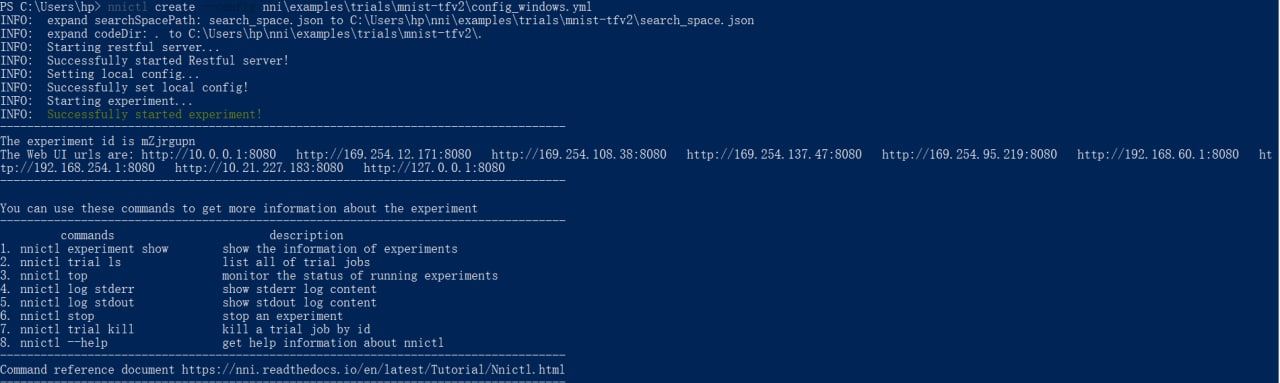 PS C:\Users\hp> nnictl create --config nni\examples\trials\mnist-tfv2\config_windows.yml
INFO:  expand searchSpacePath: search_space.json to C:\Users\hp\nni\examples\trials\mnist-tfv2\search_space.json
INFO:  expand codeDir: . to C:\Users\hp\nni\examples\trials\mnist-tfv2\.
INFO:  Starting restful server...
INFO:  Successfully started Restful server!
INFO:  Setting local config...
INFO:  Successfully set local config!
INFO:  Starting experiment...
INFO:  Successfully started experiment!
The experiment id is mZjrgupn
The Web UI urls are: http://10.0.0.1:8080   http://169.254.12.171:8080   http://169.254.108.38:8080   http://169.254.137.47:8080   http://169.254.95.219:8080   http://192.168.60.1:8080   ht
tp://192.168.254.1:8080   http://10.21.227.183:8080   http://127.0.0.1:8080
You can use these commands to get more information about the experiment
commands                       description
1. nnictl experiment show        show the information of experiments
2. nnictl trial ls               list all of trial jobs
3. nnictl top                    monitor the status of running experiments
4. nnictl log stderr             show stderr log content
5. nnictl log stdout             show stdout log content
6. nnictl stop                   stop an experiment
7. nnictl trial kill             kill a trial job by id
8. nnictl --help                 get help information about nnictl
Command reference document https://nni.readthedocs.io/en/latest/Tutorial/Nnictl.html